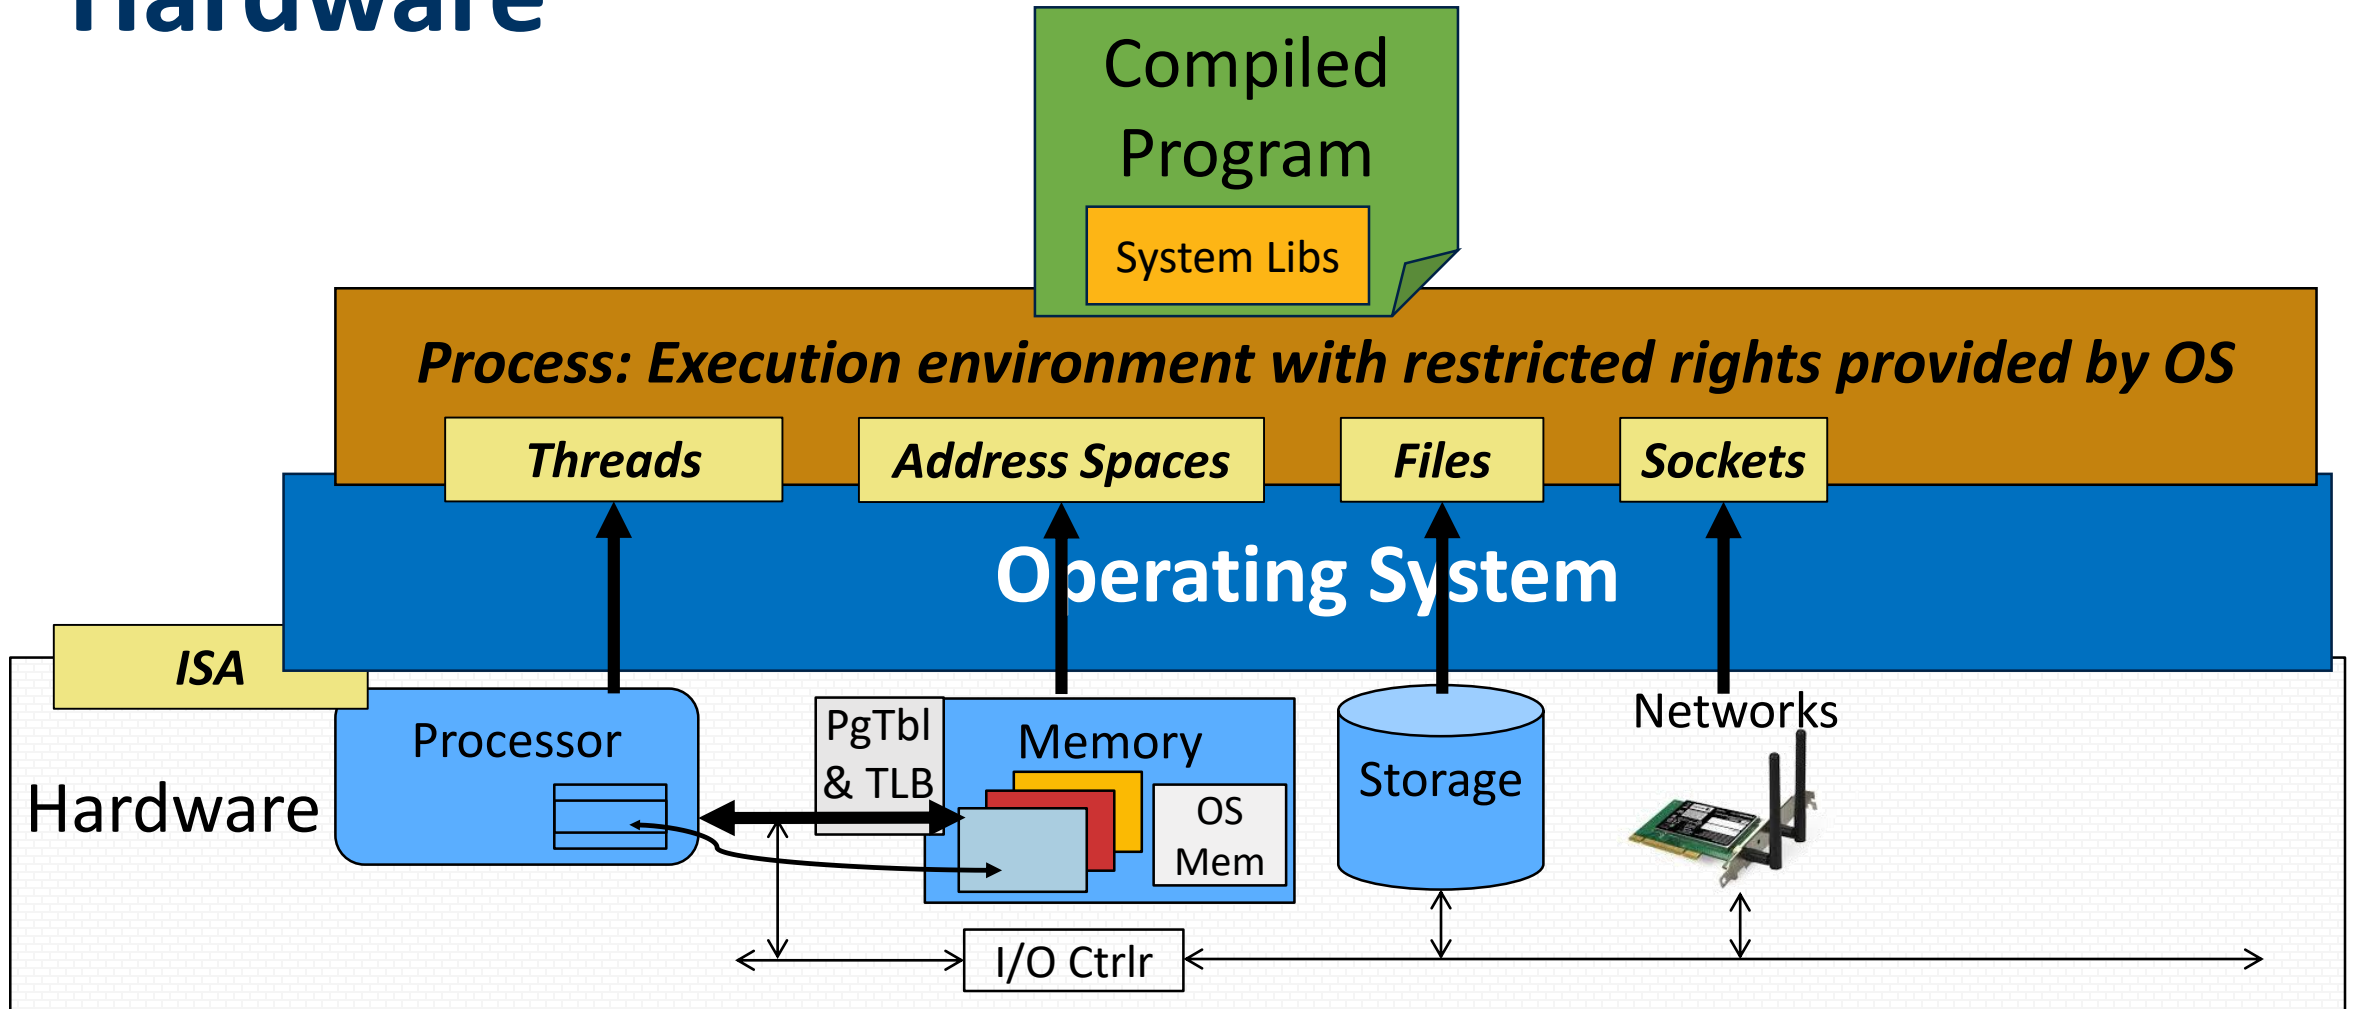 Hardware
Compiled
Program
System Libs
Process: Execution environment with restricted rights provided by OS
Threads
Address Spaces
Files
Sockets
Operating System
ISA
Hardware
Processor
PgTbl
& TLB
Memory
OS
Mem
Storage
Networks
I/O Ctrlr